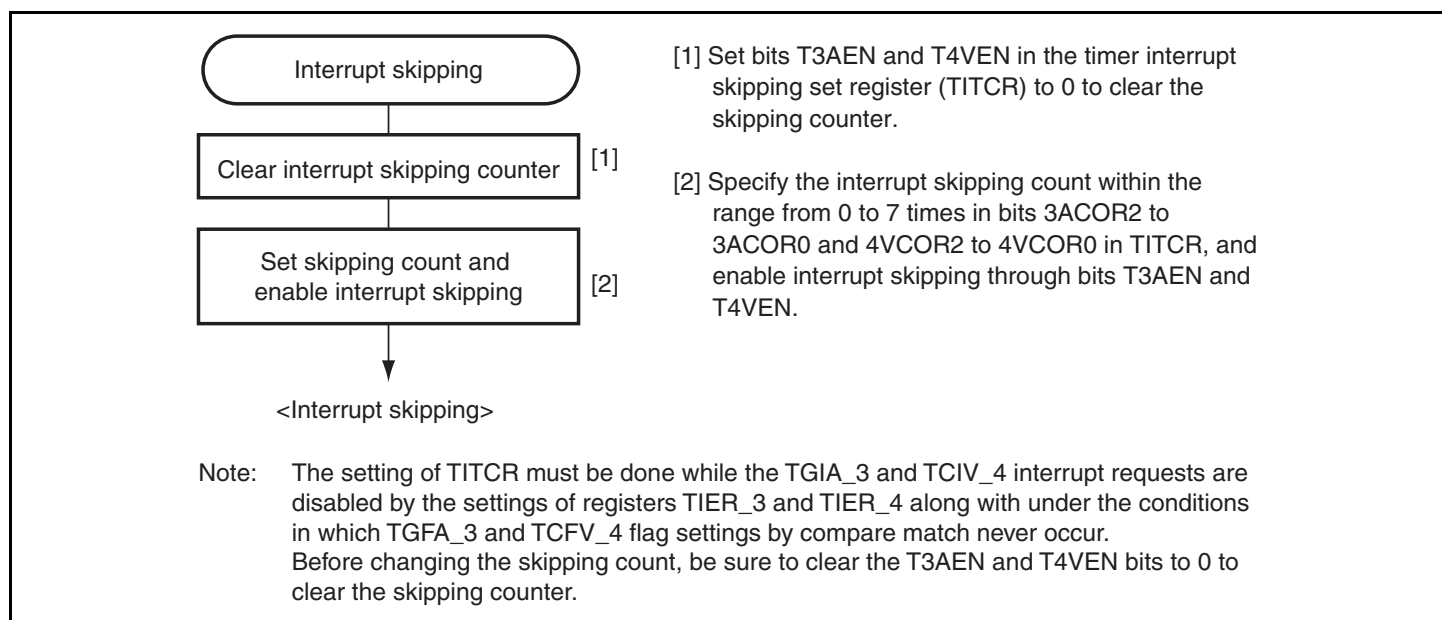 Interrupt skipping
Clear interrupt skipping counter
[1]
Set skipping count and
enable interrupt skipping
[2]
<Interrupt skipping>
[1] Set bits T3AEN and T4VEN in the timer interrupt
skipping set register (TITCR) to 0 to clear the
skipping counter.
[2] Specify the interrupt skipping count within the
range from 0 to 7 times in bits 3ACOR2 to
3ACOR0 and 4VCOR2 to 4VCOR0 in TITCR, and
enable interrupt skipping through bits T3AEN and
T4VEN.
Note: The setting of TITCR must be done while the TGIA_3 and TCIV_4 interrupt requests are
disabled by the settings of registers TIER_3 and TIER_4 along with under the conditions
in which TGFA_3 and TCFV_4 flag settings by compare match never occur.
Before changing the skipping count, be sure to clear the T3AEN and T4VEN bits to 0 to
clear the skipping counter.